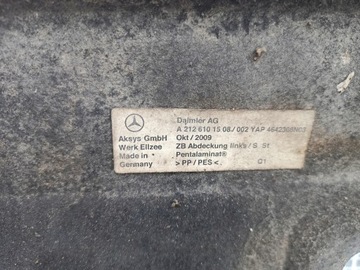 Daimler AG
A 212 610 15 08 / 002 YAP
Aksys GmbH Okt / 2009
Werk Ellzee ZB Abdeckung links / S. St
Made in * Pentalaminat®
Germany > PP / PES < . C1